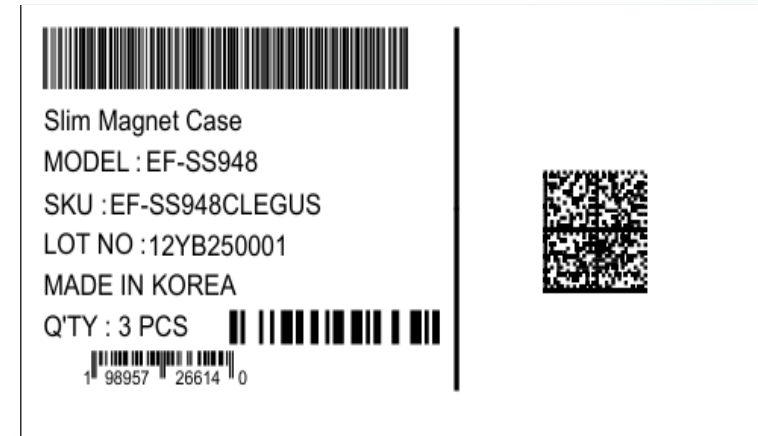 Slim Magnet Case
MODEL : EF-SS948
SKU :EF-SS948CLEGUS
LOT NO :12YB250001
MADE IN KOREA
Q'TY : 3 PCS
1 98957 26614 0